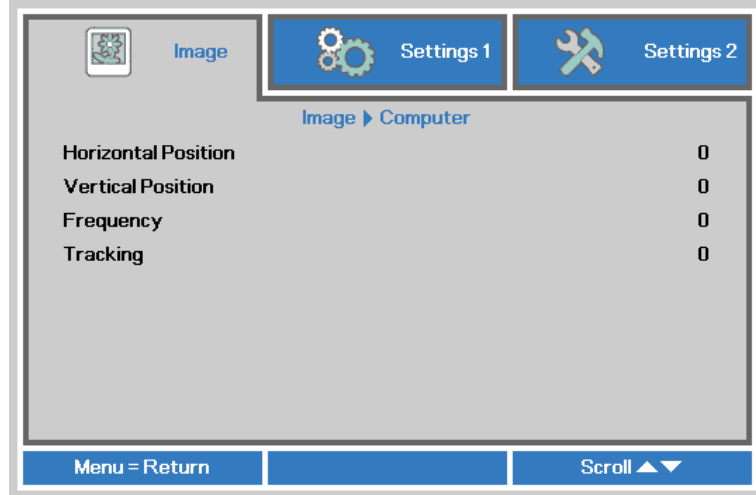 Image Settings 1 Settings 2
Image ▶ Computer
Horizontal Position 0
Vertical Position 0
Frequency 0
Tracking 0
Menu = Return Scroll ▲▼